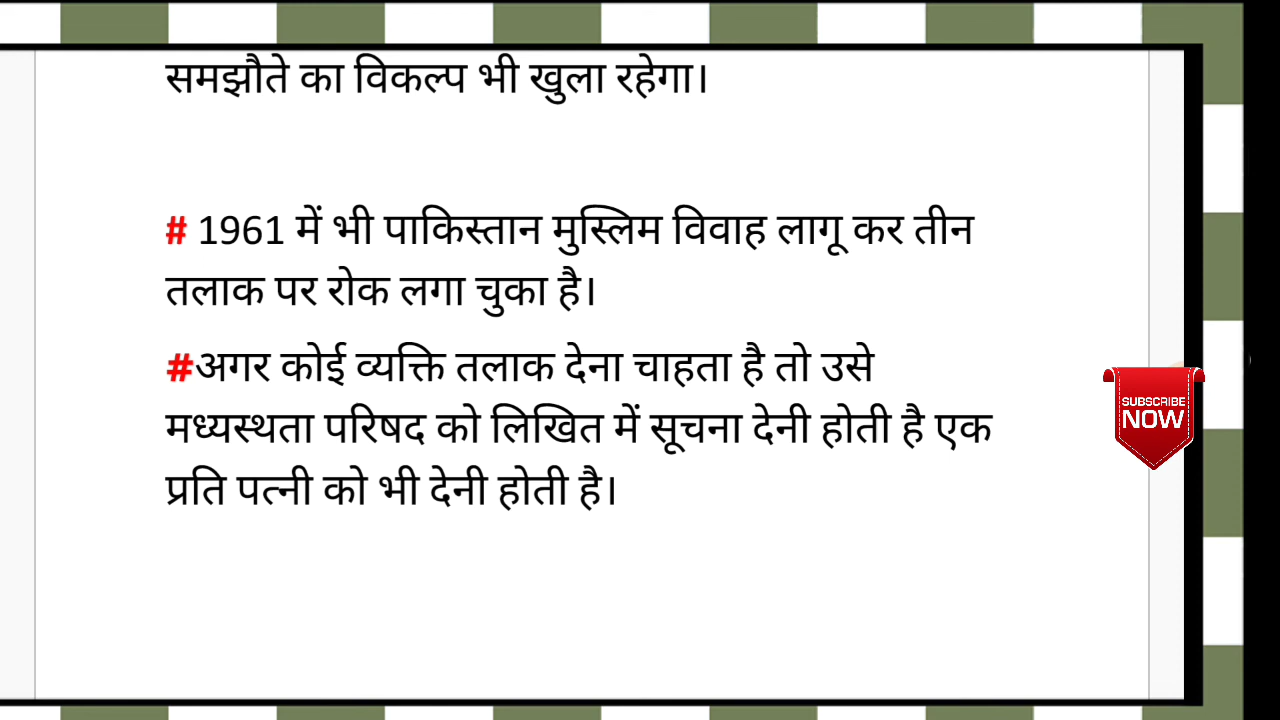 समझौते का विकल्प भी खुला रहेगा।
# 1961 में भी पाकिस्तान मुस्लिम विवाह लागू कर तीन
तलाक पर रोक लगा चुका है।
#अगर कोई व्यक्ति तलाक देना चाहता है तो उसे
मध्यस्थता परिषद को लिखित में सूचना देनी होती है एक
प्रति पत्नी को भी देनी होती है।
SUBSCRIBE
NOW